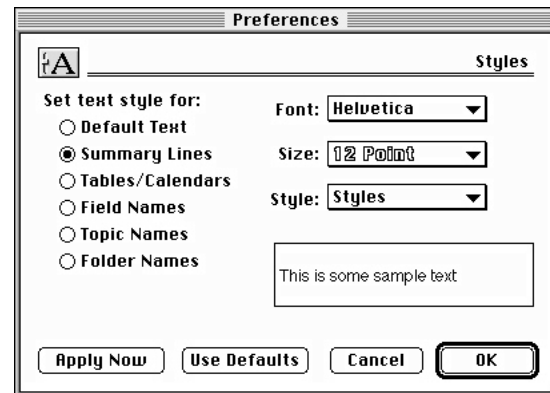 Preferences
A
Styles
Set text style for:
Default Text
Summary Lines
Tables/Calendars
Field Names
Topic Names
Folder Names
Font: Helvetica
Size: 12 Point
Style: Styles
This is some sample text
Apply Now
Use Defaults
Cancel
OK